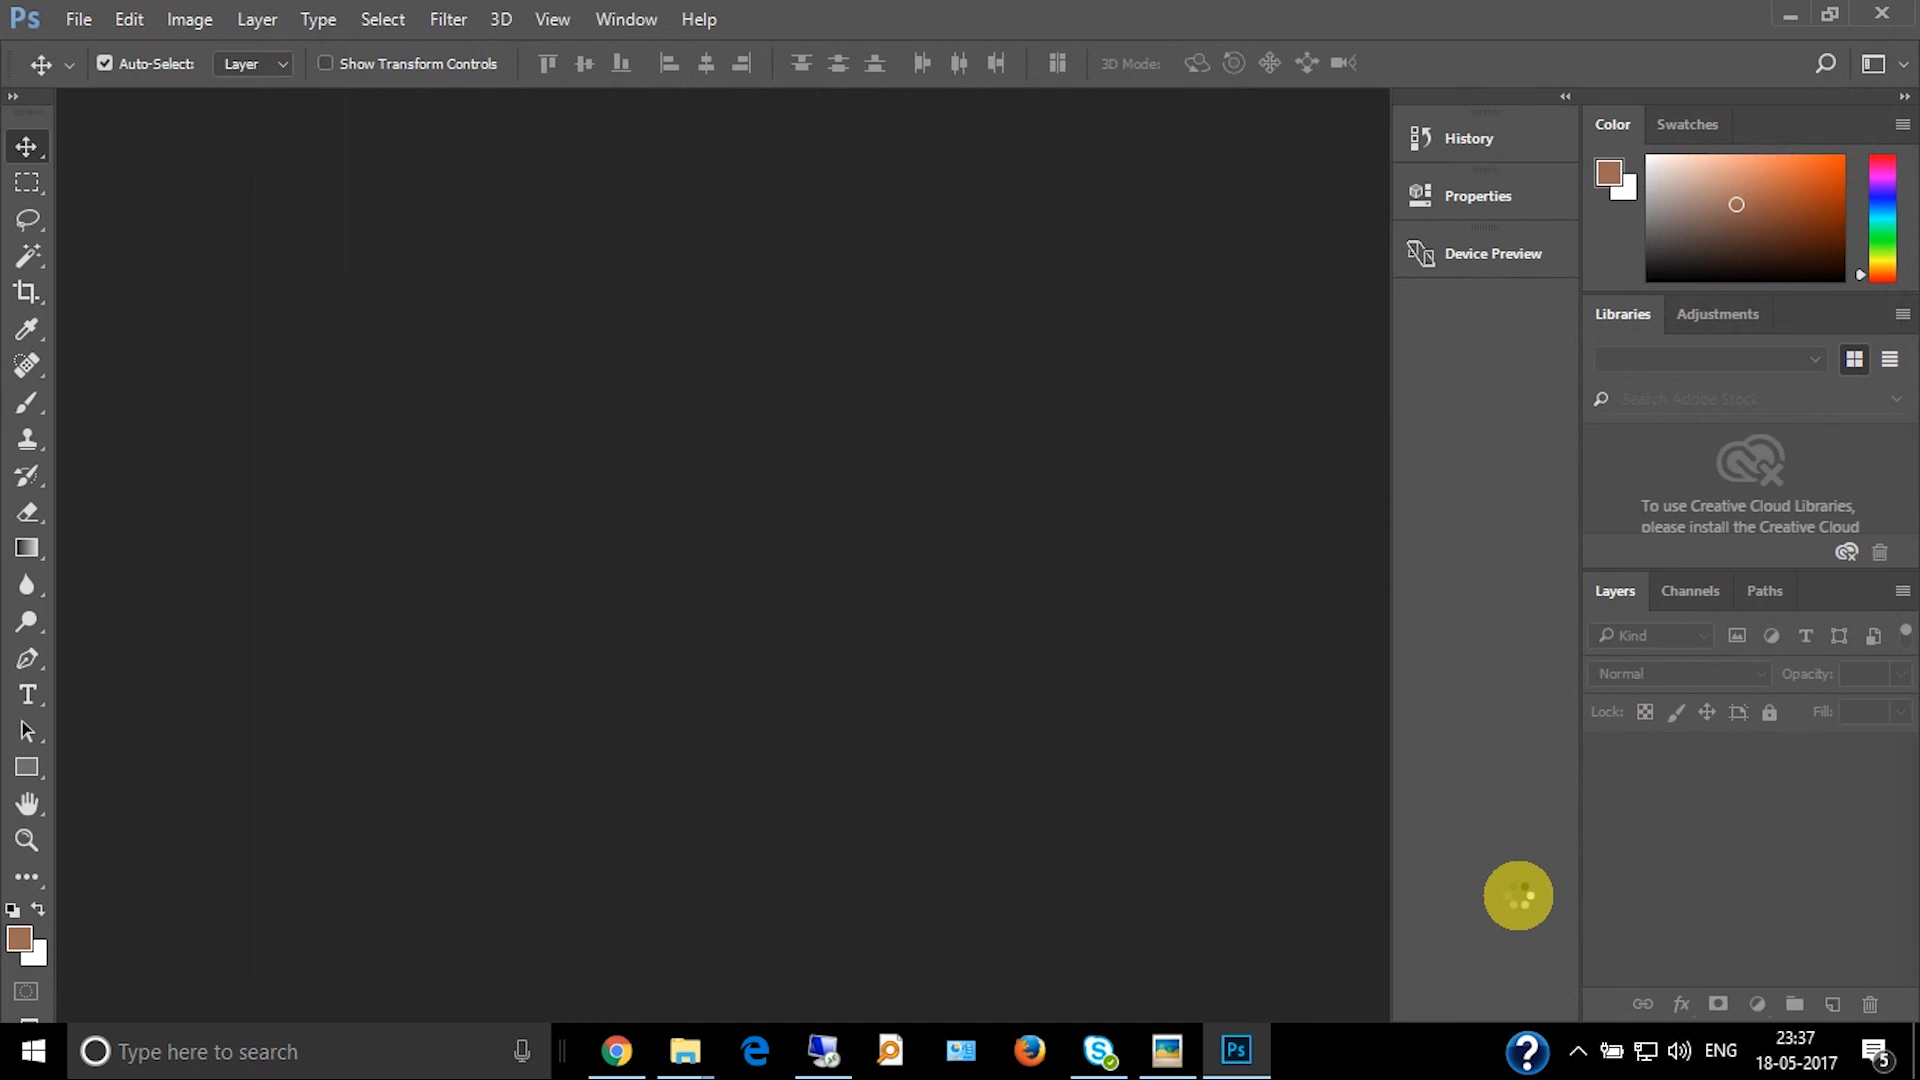 Ps File Edit Image Layer Type Select Filter 3D View Window Help
Auto-Select: Layer Show Transform Controls 3D Mode:
History
Properties
Device Preview
Color Swatches
Libraries Adjustments
Search Adobe Stock
To use Creative Cloud Libraries,
please install the Creative Cloud
Layers Channels Paths
Kind
Normal Opacity:
Lock: Fill:
Type here to search
Ps
ENG
23:37
18-05-2017
5